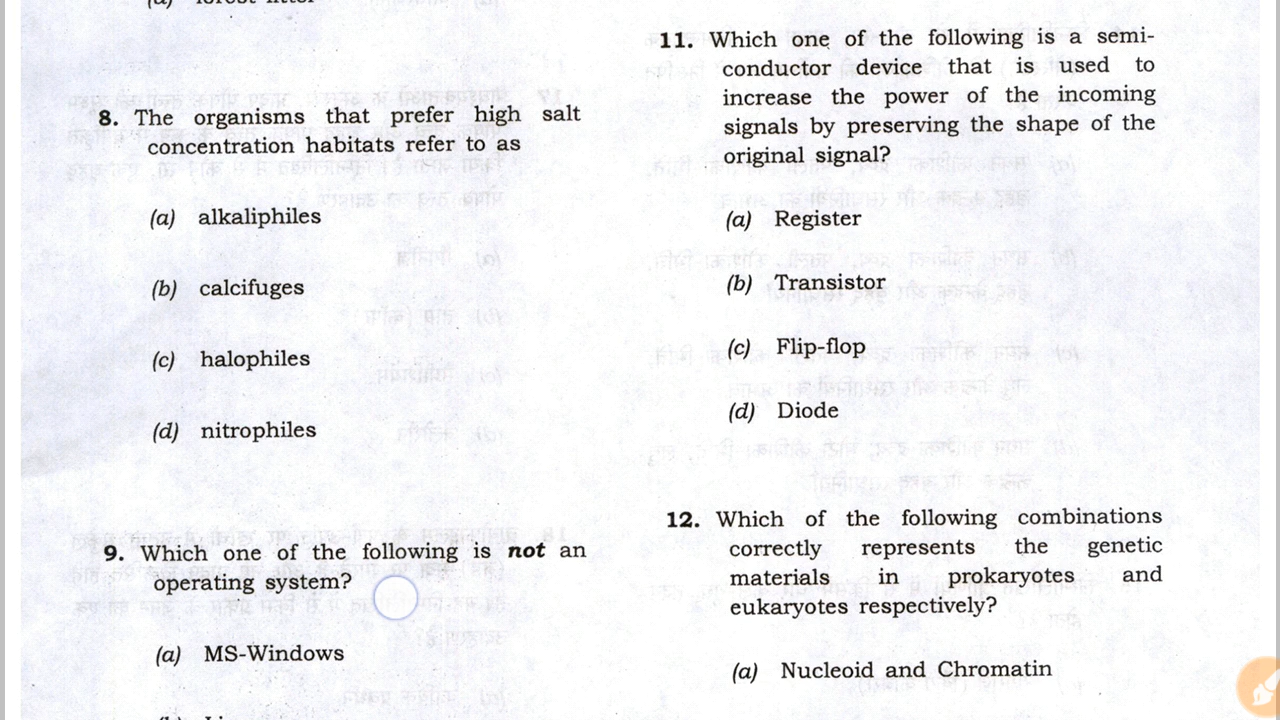 8. The organisms that prefer high salt
concentration habitats refer to as
(a) alkaliphiles
(b) calcifuges
(c) halophiles
(d) nitrophiles
9. Which one of the following is not an
operating system?
(a) MS-Windows
11. Which one of the following is a semi-
conductor device that is used to
increase the power of the incoming
signals by preserving the shape of the
original signal?
(a) Register
(b) Transistor
(c) Flip-flop
(d) Diode
12. Which of the following combinations
correctly represents the genetic
materials in prokaryotes and
eukaryotes respectively?
(a) Nucleoid and Chromatin